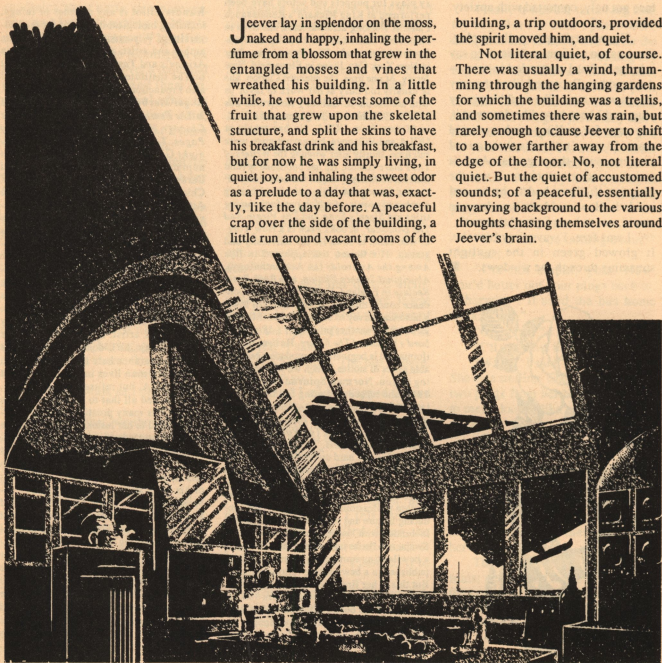 Jeever lay in splendor on the moss,
naked and happy, inhaling the per-
fume from a blossom that grew in the
entangled mosses and vines that
wreathed his building. In a little
while, he would harvest some of the
fruit that grew upon the skeletal
structure, and split the skins to have
his breakfast drink and his breakfast,
but for now he was simply living, in
quiet joy, and inhaling the sweet odor
as a prelude to a day that was, exact-
ly, like the day before. A peaceful
crap over the side of the building, a
little run around vacant rooms of the
building, a trip outdoors, provided
the spirit moved him, and quiet.
Not literal quiet, of course.
There was usually a wind, thrum-
ming through the hanging gardens
for which the building was a trellis,
and sometimes there was rain, but
rarely enough to cause Jeever to shift
to a bower farther away from the
edge of the floor. No, not literal
quiet. But the quiet of accustomed
sounds; of a peaceful, essentially
invarying background to the various
thoughts chasing themselves around
Jeever's brain.